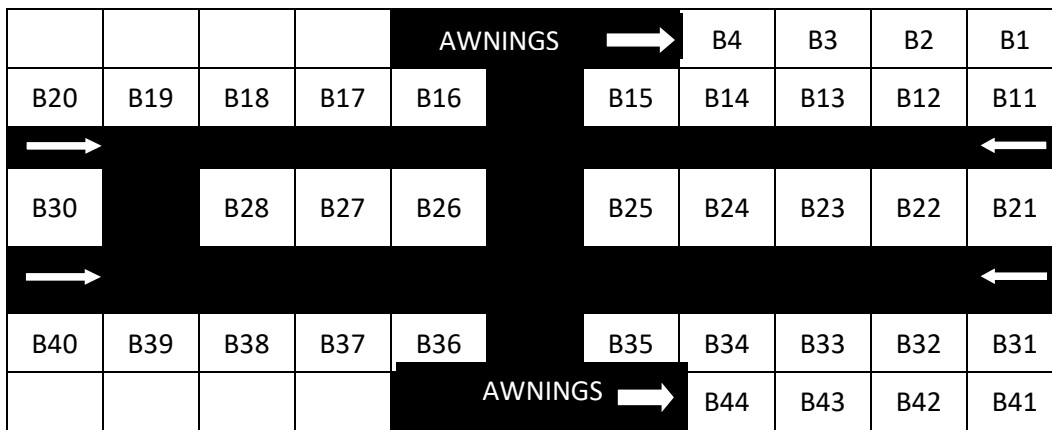 AWNINGS B4 B3 B2 B1
B20 B19 B18 B17 B16 B15 B14 B13 B12 B11
B30 B28 B27 B26 B25 B24 B23 B22 B21
B40 B39 B38 B37 B36 B35 B34 B33 B32 B31
AWNINGS B44 B43 B42 B41